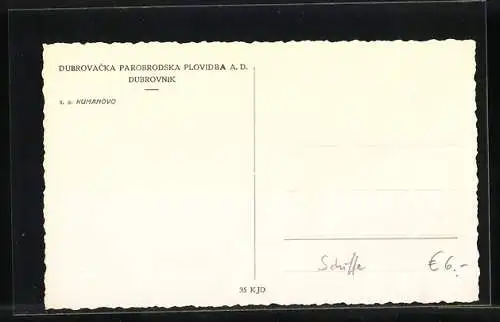 DUBROVAČKA PAROBRODSKA PLOVIDBA A. D.
DUBROVNIK
s. s. KUMANOVO
Schiffe €6.-
35 KJD